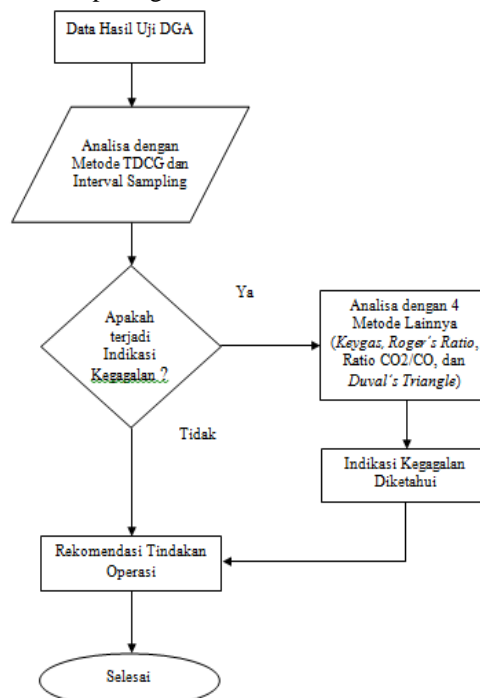 Data Hasil Uji DGA
Analisa dengan
Metode TDCG dan
Interval Sampling
Apakah
terjadi
Indikasi
Kegagalan ?
Ya
Analisa dengan 4
Metode Lainnya
(Keygas, Roger's Ratio,
Ratio CO2/CO, dan
Duval's Triangle)
Tidak
Indikasi Kegagalan
Diketahui
Rekomendasi Tindakan
Operasi
Selesai